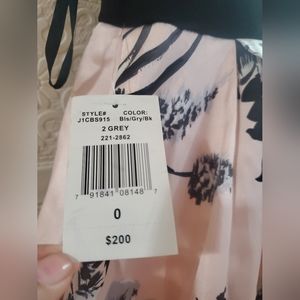 STYLE# COLOR:
J1CBS915 Bls/Gry/Bk
2 GREY
221-2862
7 91841 08148 7
0
$200